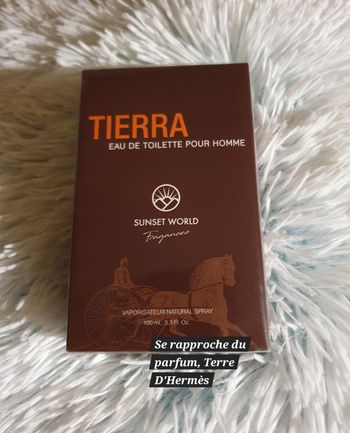 TIERRA
EAU DE TOILETTE POUR HOMME
SUNSET WORLD
Fragances
VAPORISATEUR NATURAL SPRAY
100 mL 3.3 Fl. Oz.
Se rapproche du
parfum, Terre
D'Hermès